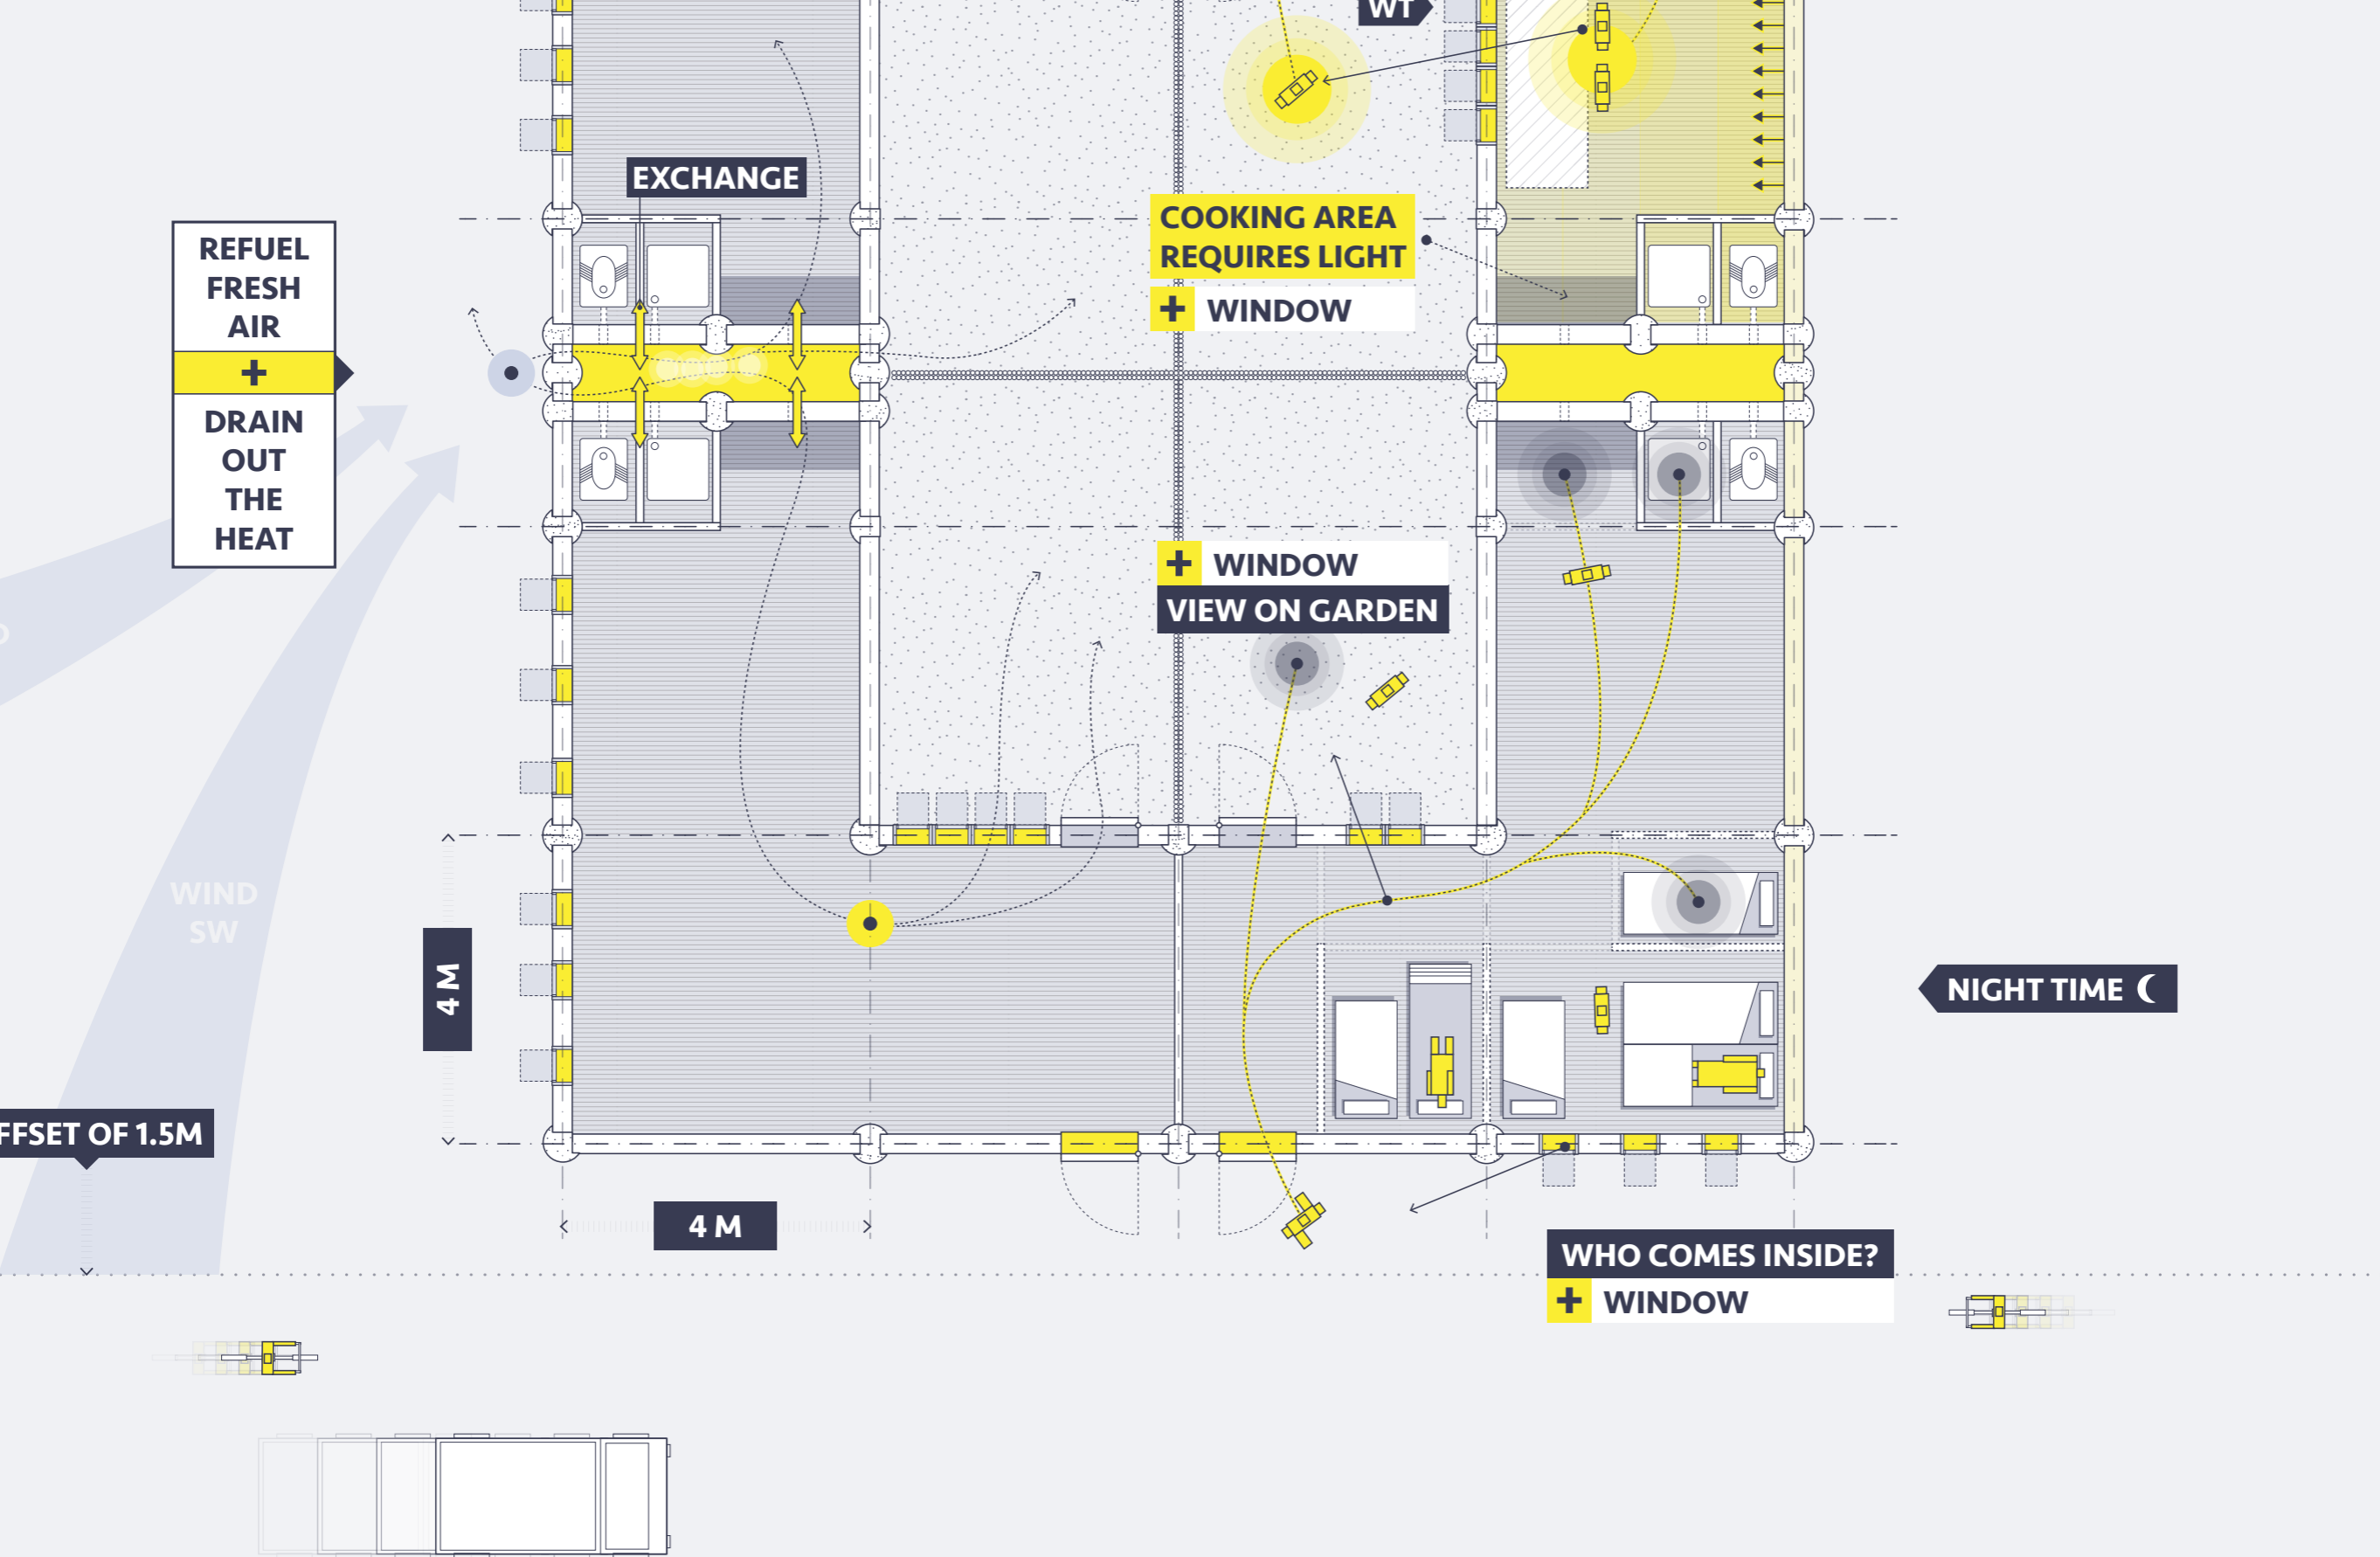 WT
EXCHANGE
REFUEL
FRESH
AIR
+
DRAIN
OUT
THE
HEAT
COOKING AREA
REQUIRES LIGHT
+ WINDOW
+ WINDOW
VIEW ON GARDEN
WIND
SW
4 M
NIGHT TIME
FFSET OF 1.5M
4 M
WHO COMES INSIDE?
+ WINDOW